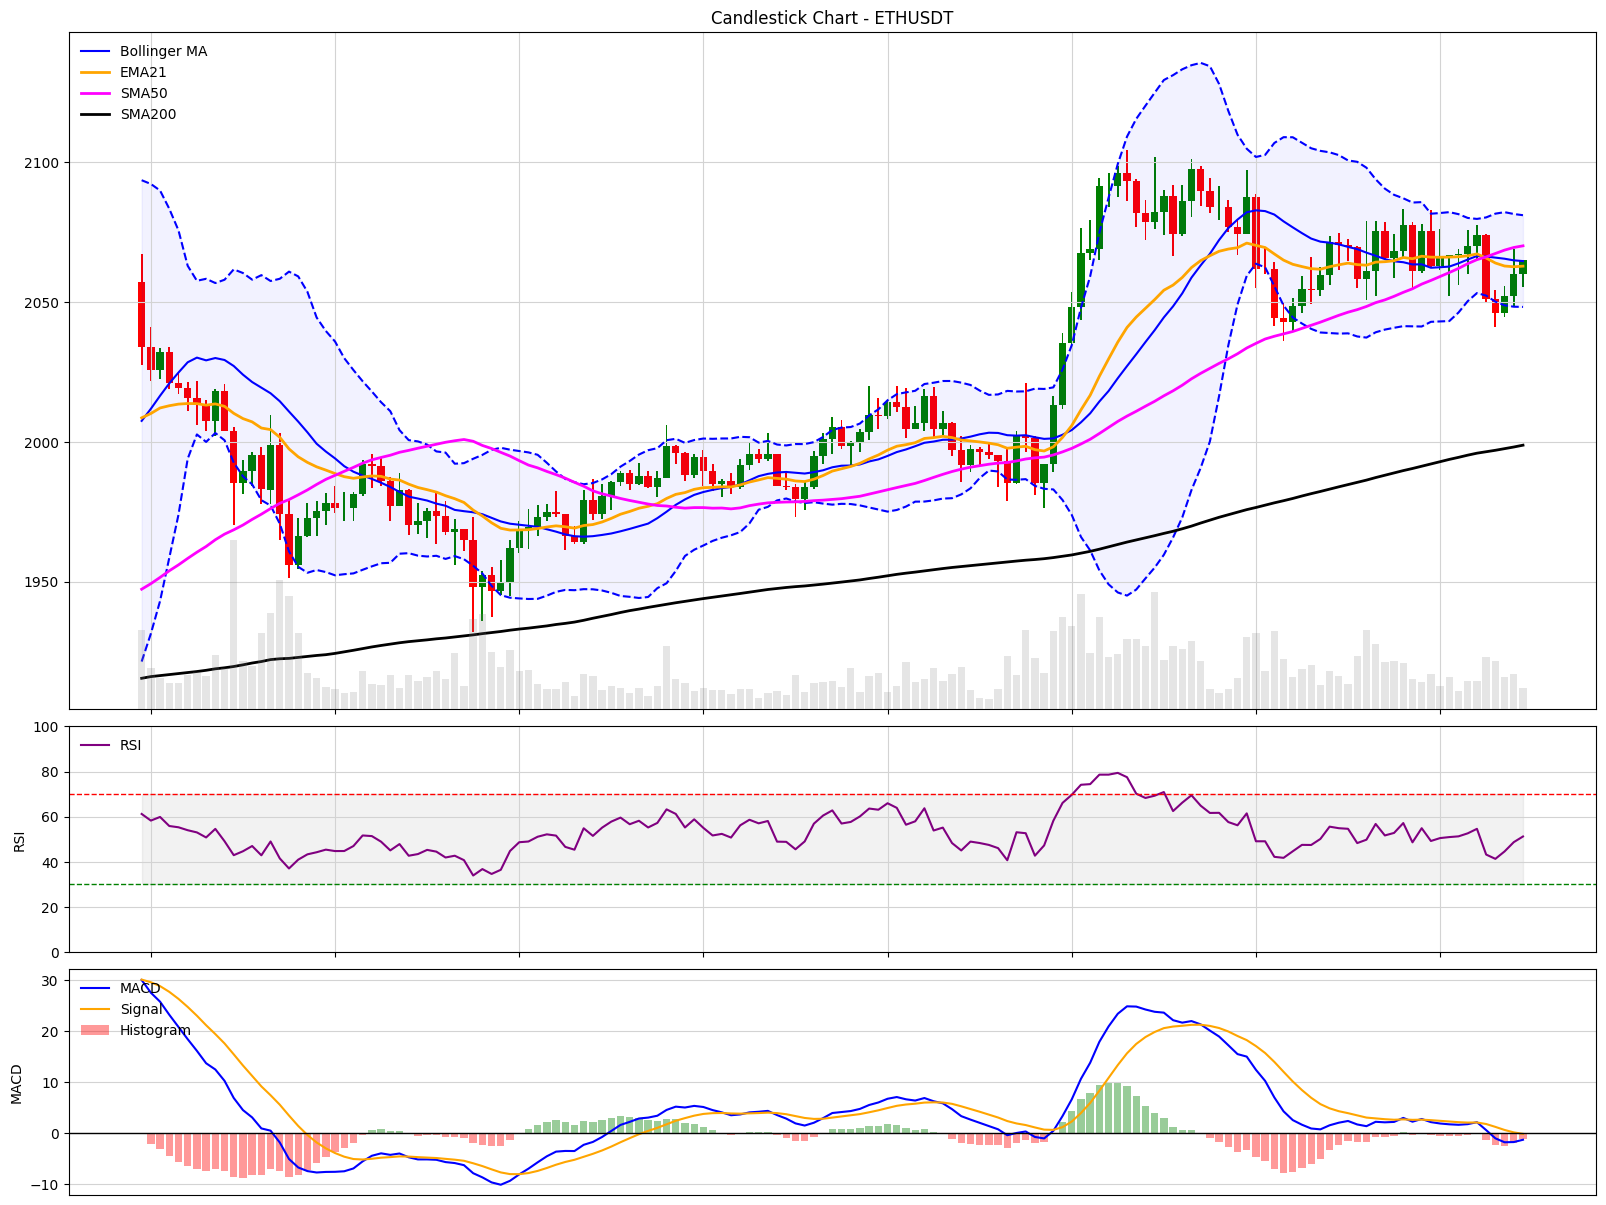 Candlestick Chart - ETHUSDT
Bollinger MA
EMA21
SMA50
SMA200
2100
2050
2000
1950
RSI
100
80
60
40
20
0
RSI
MACD
Signal
Histogram
30
20
10
0
−10
MACD